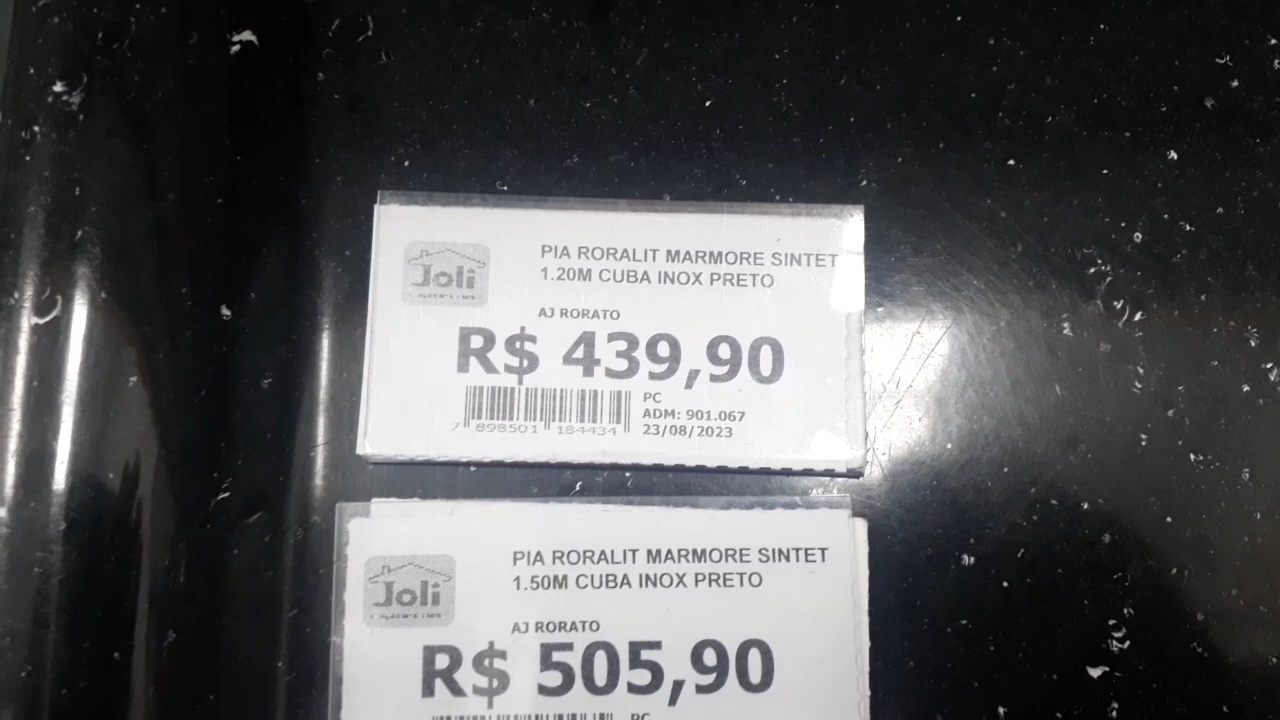 Joli
PIA RORALIT MARMORE SINTET
1.20M CUBA INOX PRETO
AJ RORATO
R$ 439,90
PC
ADM: 901.067
7 898501 184434
23/08/2023
Joli
PIA RORALIT MARMORE SINTET
1.50M CUBA INOX PRETO
AJ RORATO
R$ 505,90
PC